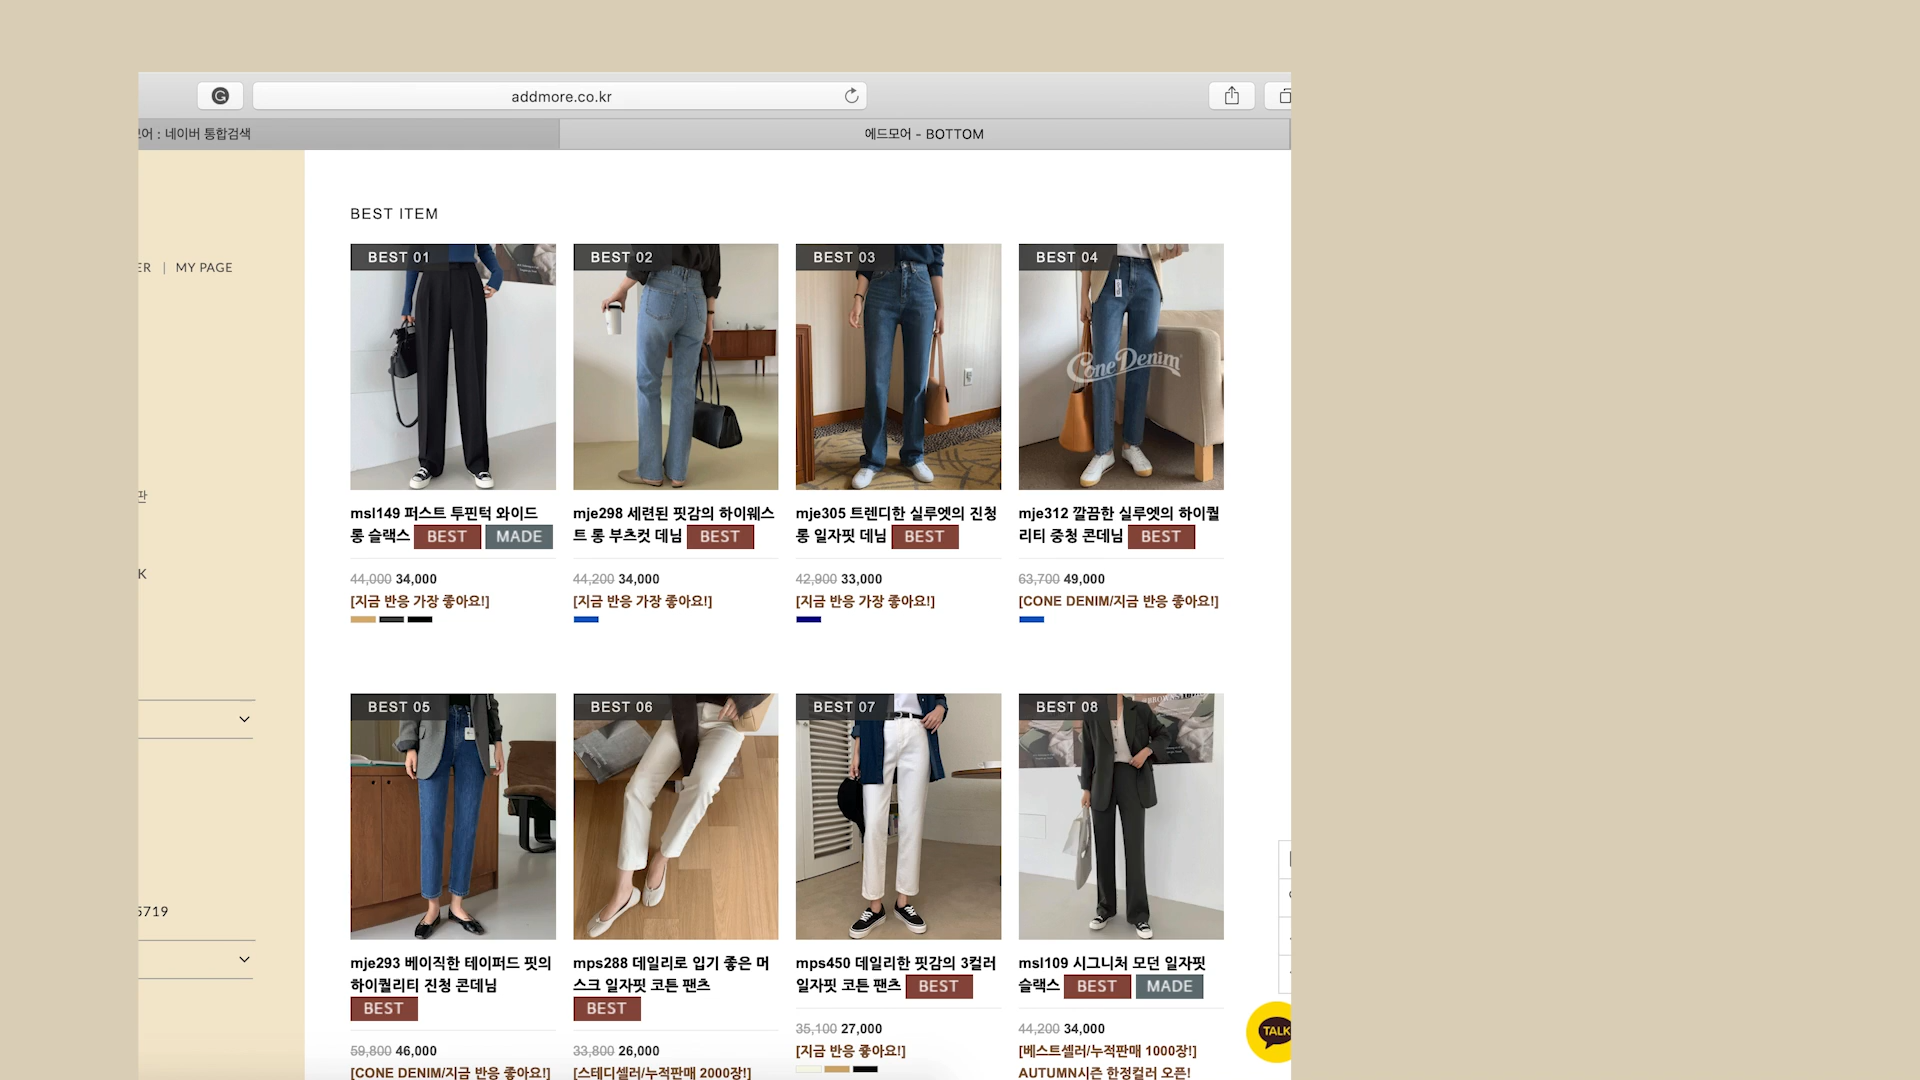 addmore.co.kr
어 : 네이버 통합검색
에드모어 - BOTTOM
ER | MY PAGE
판
K
5719
BEST ITEM
BEST 01
BEST 02
BEST 03
BEST 04
Cone Denim
msl149 퍼스트 투핀턱 와이드
롱 슬랙스 BEST MADE
44,000 34,000
[지금 반응 가장 좋아요!]
mje298 세련된 핏감의 하이웨스
트 롱 부츠컷 데님 BEST
44,200 34,000
[지금 반응 가장 좋아요!]
mje305 트렌디한 실루엣의 진청
롱 일자핏 데님 BEST
42,900 33,000
[지금 반응 가장 좋아요!]
mje312 깔끔한 실루엣의 하이퀄
리티 중청 콘데님 BEST
63,700 49,000
[CONE DENIM/지금 반응 좋아요!]
BEST 05
BEST 06
BEST 07
BEST 08
mje293 베이직한 테이퍼드 핏의
하이퀄리티 진청 콘데님
BEST
59,800 46,000
[CONE DENIM/지금 반응 좋아요!]
mps288 데일리로 입기 좋은 머
스크 일자핏 코튼 팬츠
BEST
33,800 26,000
[스테디셀러/누적판매 2000장!]
mps450 데일리한 핏감의 3컬러
일자핏 코튼 팬츠 BEST
35,100 27,000
[지금 반응 좋아요!]
msl109 시그니처 모던 일자핏
슬랙스 BEST MADE
44,200 34,000
[베스트셀러/누적판매 1000장!]
AUTUMN시즌 한정컬러 오픈!
TALK